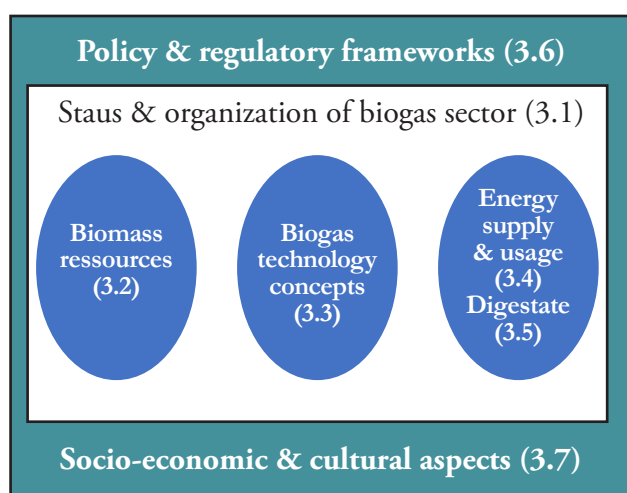 Policy & regulatory frameworks (3.6)
Staus & organization of biogas sector (3.1)
Biomass
ressources
(3.2)
Biogas
technology
concepts
(3.3)
Energy
supply
& usage
(3.4)
Digestate
(3.5)
Socio-economic & cultural aspects (3.7)